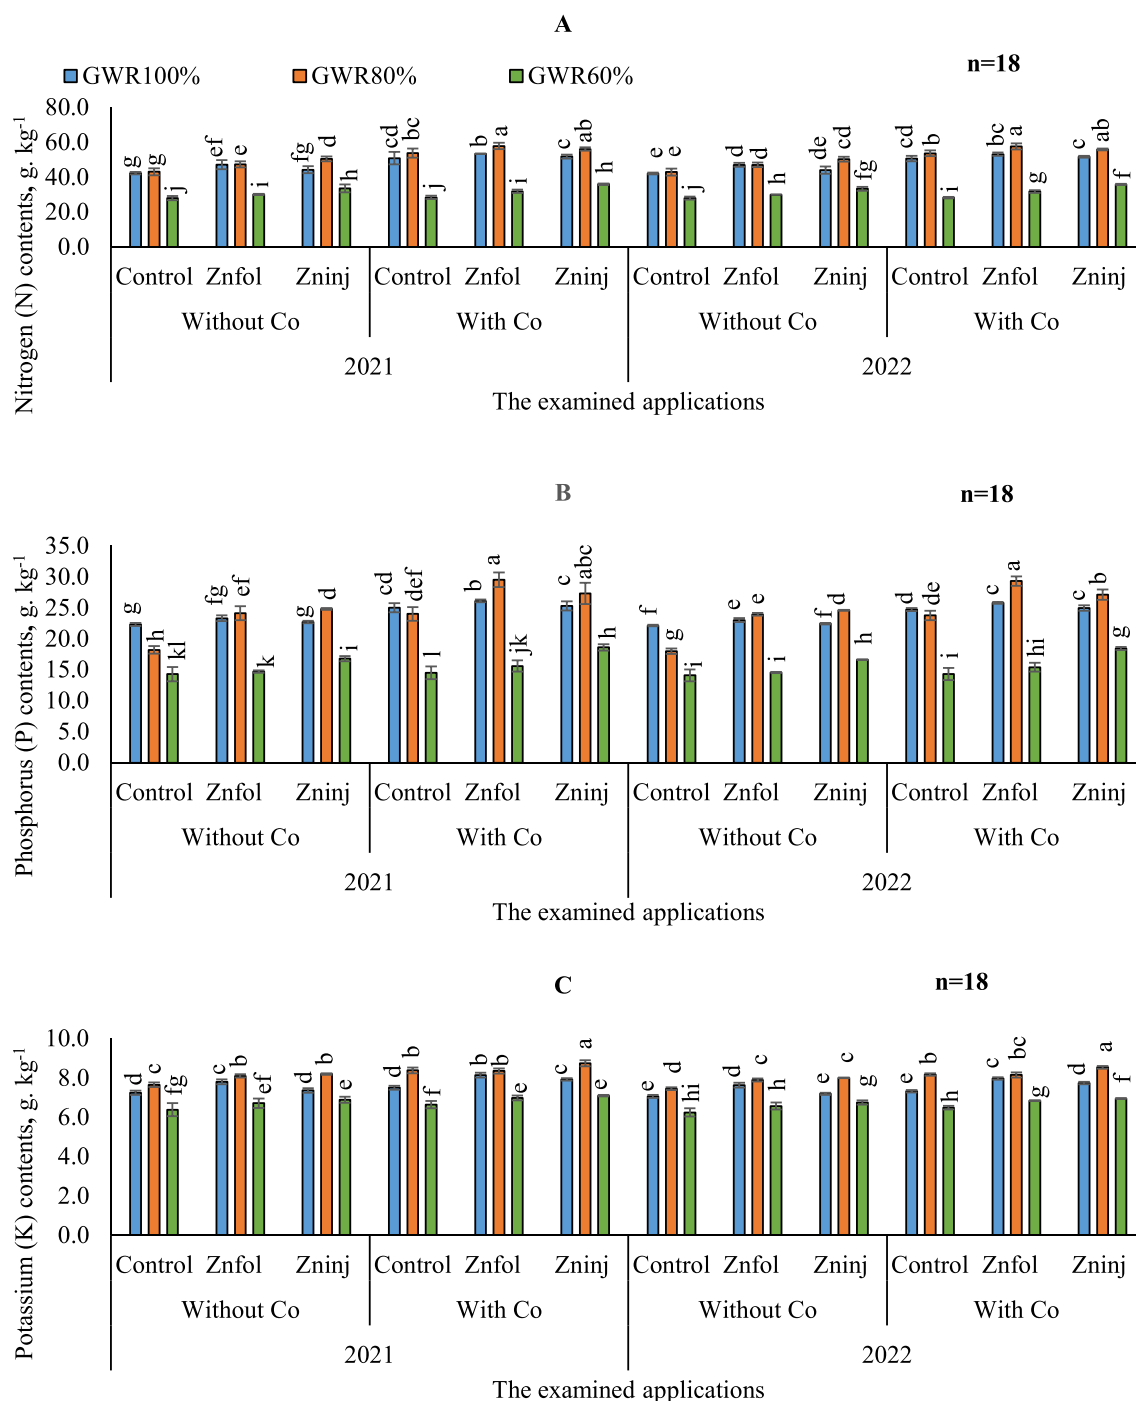 A
GWR100% GWR80% GWR60% n=18
Nitrogen (N) contents, g. kg-1
80.0
60.0
40.0
20.0
0.0
g g j ef e i fg d h cd bc j b a i c ab h e e j d d h de cd fg cd b i bc a g c ab f
Control Znfol Zninj Control Znfol Zninj Control Znfol Zninj Control Znfol Zninj
Without Co With Co Without Co With Co
2021 2022
The examined applications
B
n=18
Phosphorus (P) contents, g. kg-1
35.0
30.0
25.0
20.0
15.0
10.0
5.0
0.0
g h kl fg ef k g d i cd def l b a jk c abc h f g i e e i f d h d de i c a hi c b g
Control Znfol Zninj Control Znfol Zninj Control Znfol Zninj Control Znfol Zninj
Without Co With Co Without Co With Co
2021 2022
The examined applications
C
n=18
Potassium (K) contents, g. kg-1
10.0
8.0
6.0
4.0
2.0
0.0
d c fg c b ef d b e d b f b b e c a e e d hi d c h e c g e b h c bc g d a f
Control Znfol Zninj Control Znfol Zninj Control Znfol Zninj Control Znfol Zninj
Without Co With Co Without Co With Co
2021 2022
The examined applications